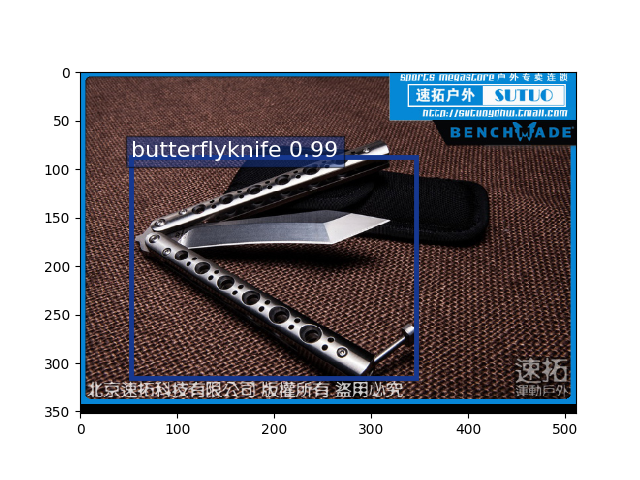 sports megastore 户外专卖连锁
速拓户外 SUTUO
http://sutuogphw.tmall.com
BENCHMADE
butterflyknife 0.99
速拓
運動戶外
北京速拓科技有限公司 版權所有 盜用必究
0
50
100
150
200
250
300
350
0 100 200 300 400 500